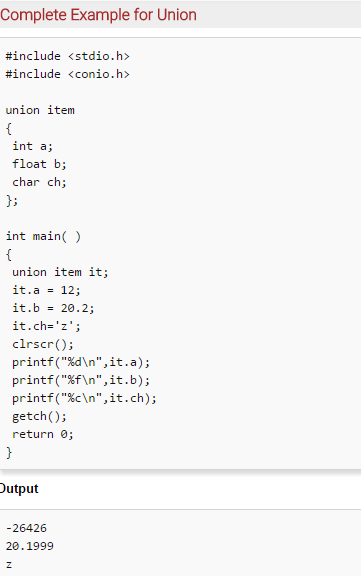 Complete Example for Union
#include <stdio.h>
#include <conio.h>
union item
{
int a;
float b;
char ch;
};
int main( )
{
union item it;
it.a = 12;
it.b = 20.2;
it.ch='z';
clrscr();
printf("%d\n",it.a);
printf("%f\n",it.b);
printf("%c\n",it.ch);
getch();
return 0;
}
Output
-26426
20.1999
z